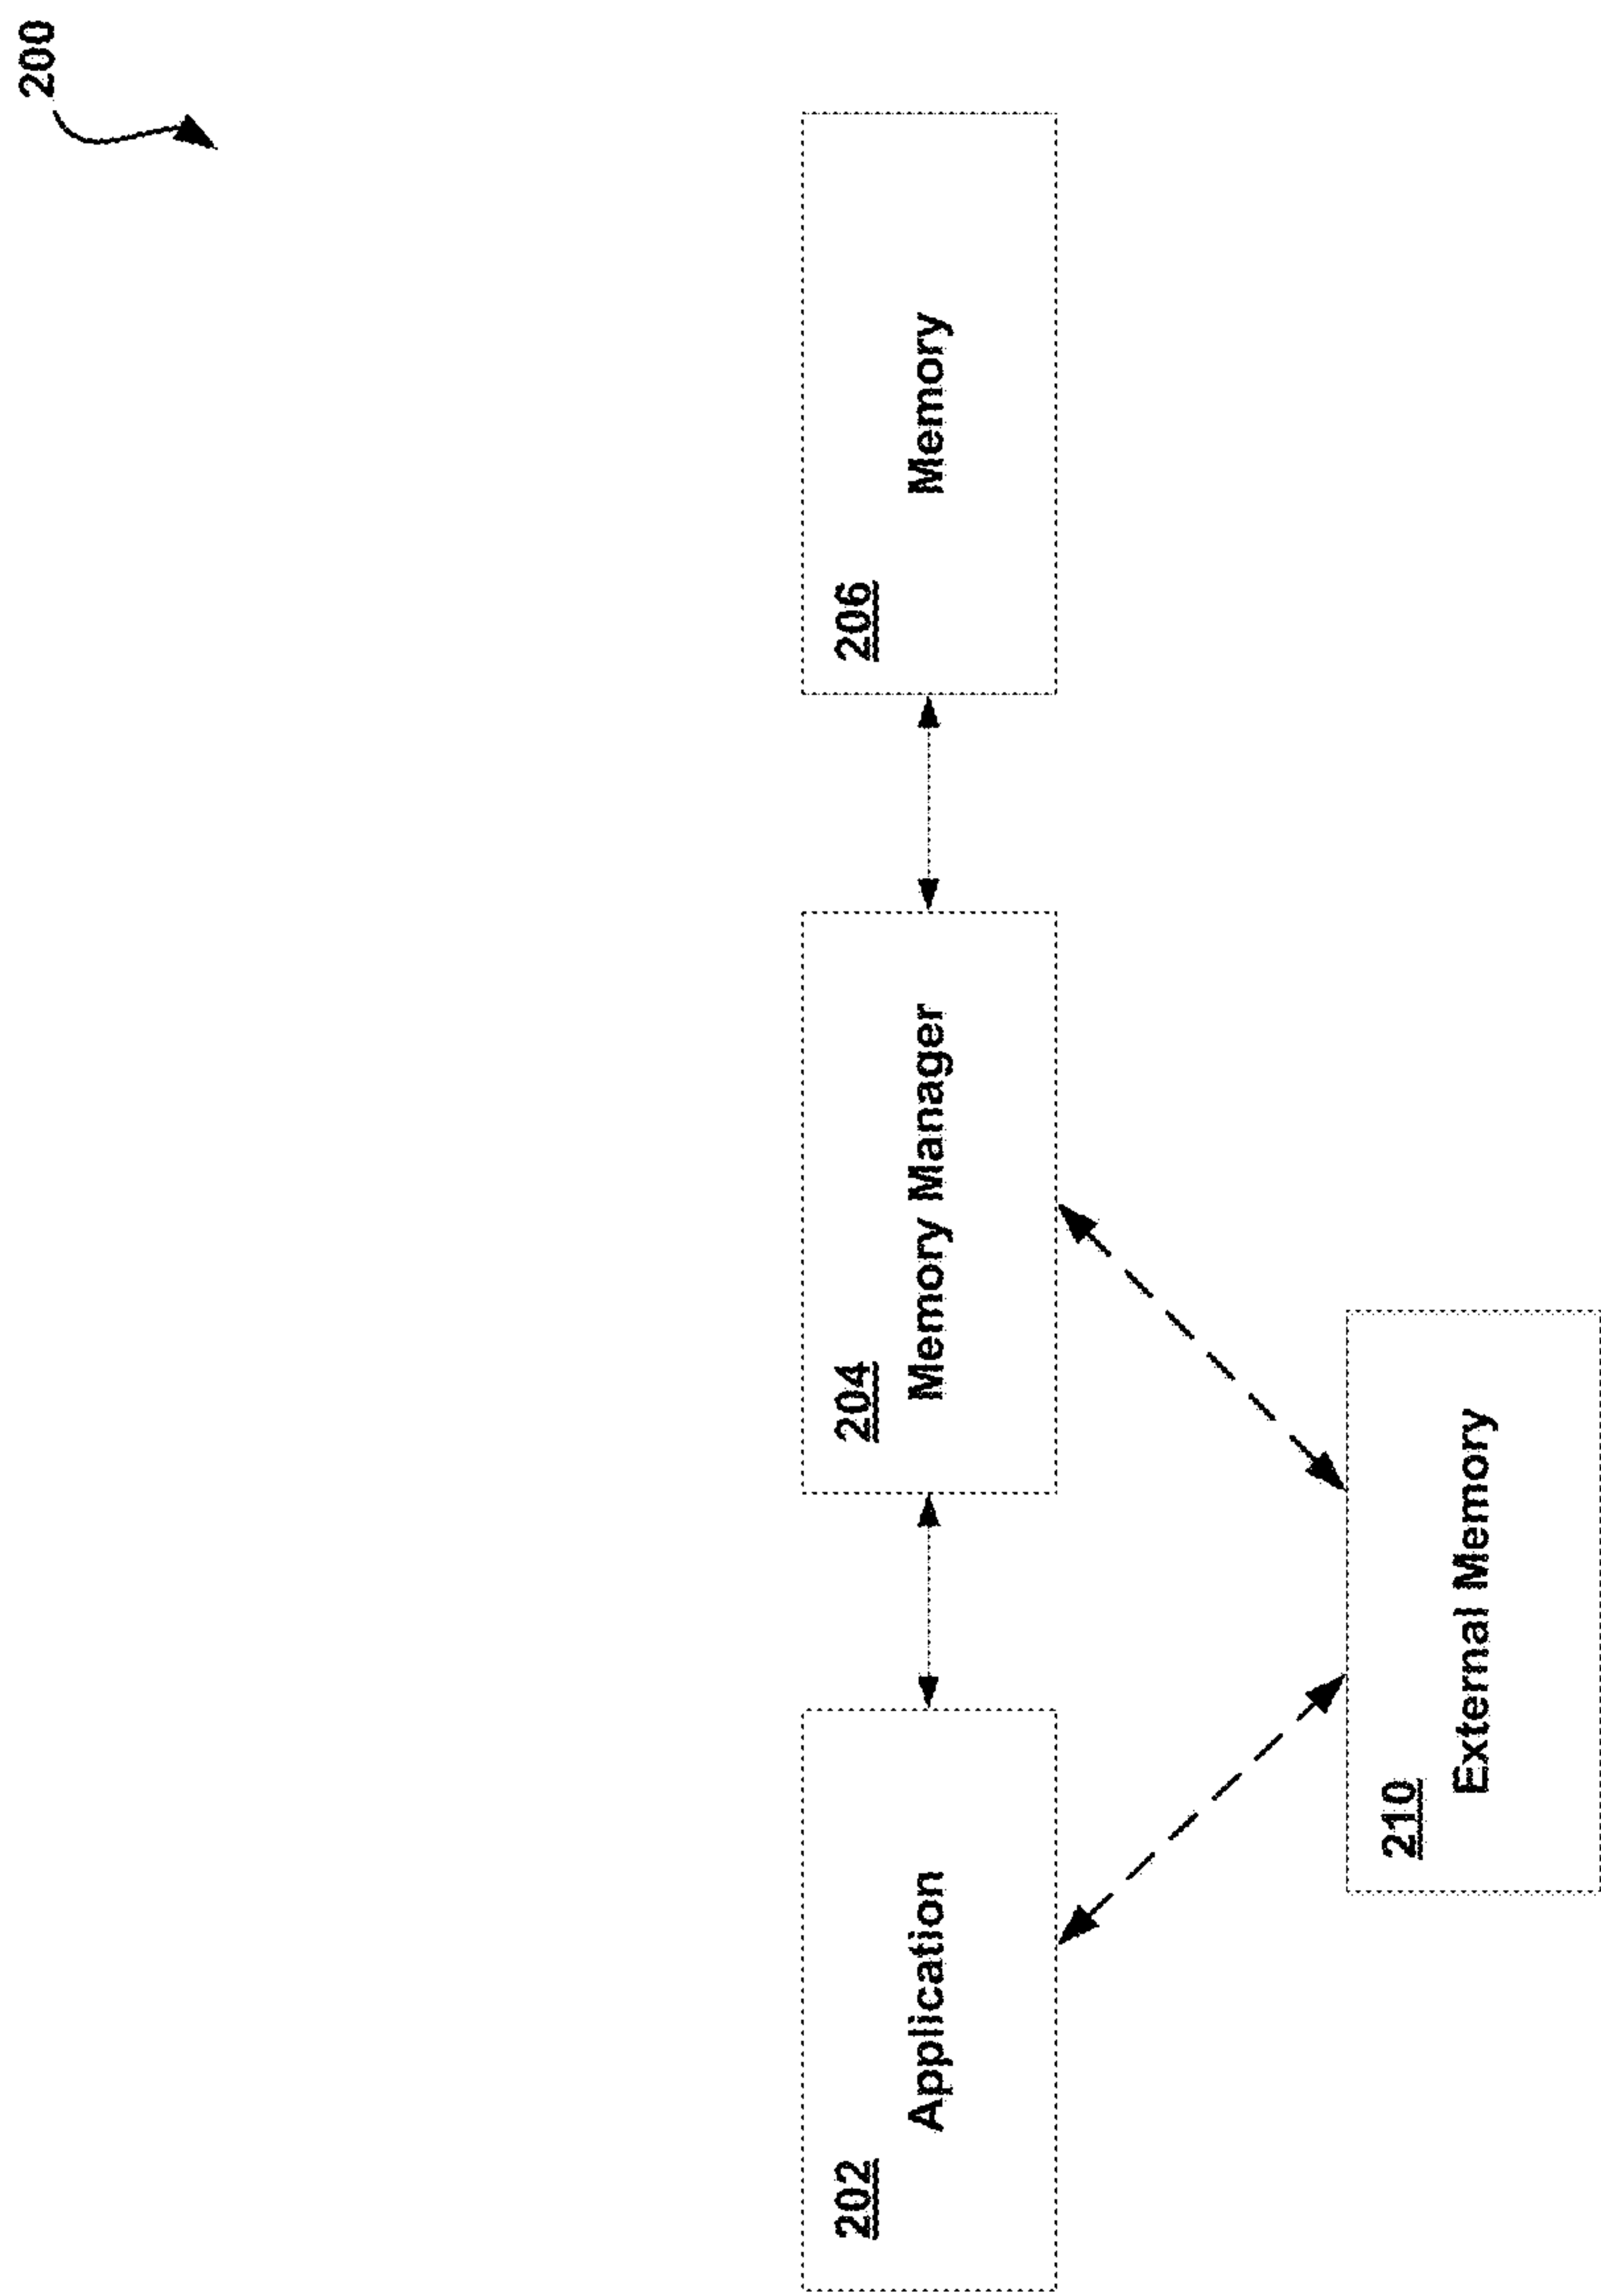 200
202
Application
204
Memory Manager
206
Memory
210
External Memory